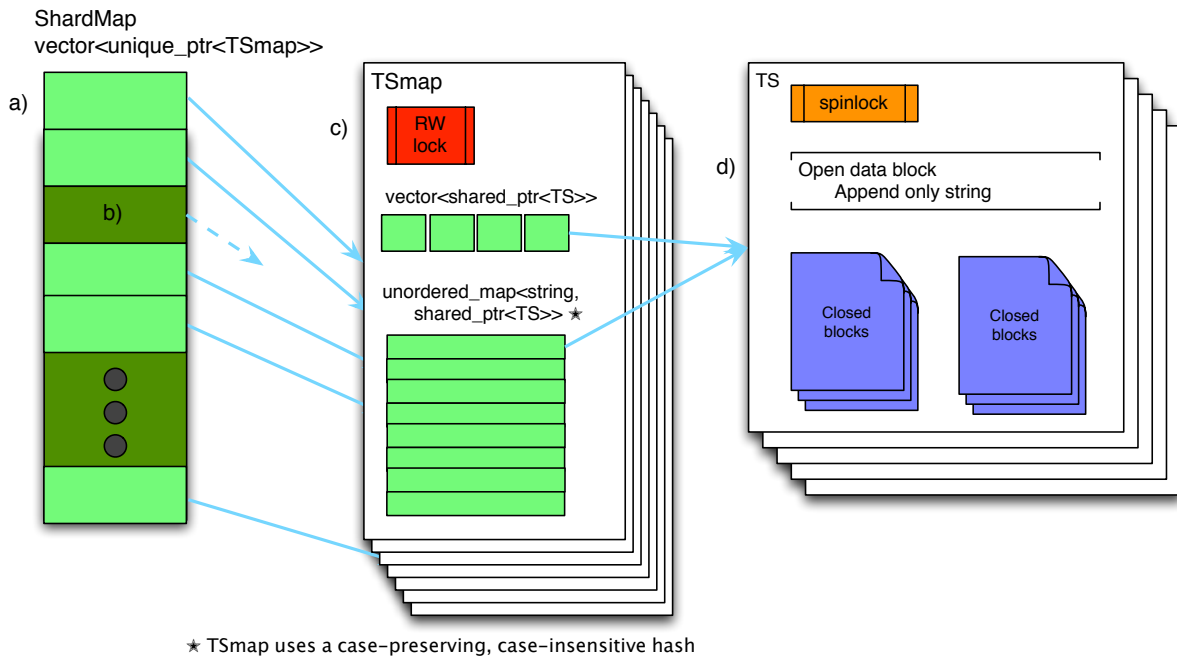 ShardMap
vector<unique_ptr<TSmap>>
a)
b)
c)
TSmap
RW
lock
vector<shared_ptr<TS>>
unordered_map<string,
shared_ptr<TS>> ✭
d)
TS
spinlock
Open data block
Append only string
Closed
blocks
Closed
blocks
✭ TSmap uses a case-preserving, case-insensitive hash